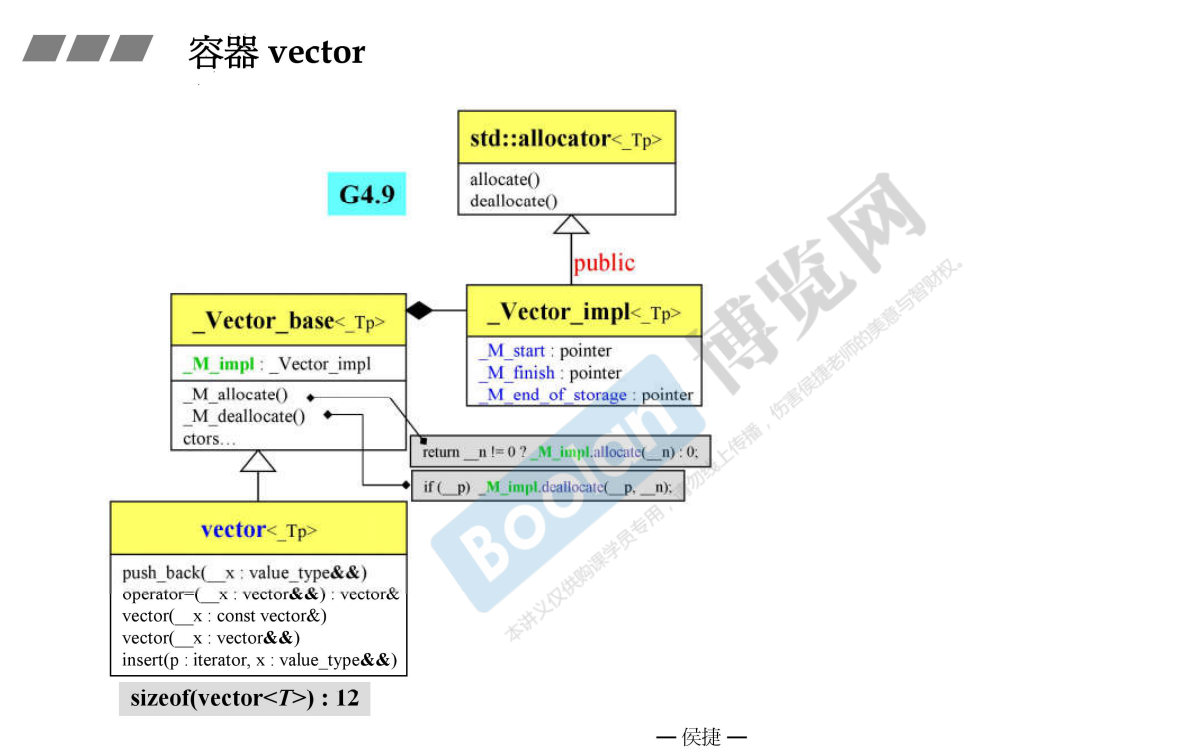 容器 vector
std::allocator<_Tp>
allocate()
deallocate()
G4.9
public
_Vector_base<_Tp>
_M_impl : _Vector_impl
_M_allocate()
_M_deallocate()
ctors…
_Vector_impl<_Tp>
_M_start : pointer
_M_finish : pointer
_M_end_of_storage : pointer
return __n != 0 ? _M_impl.allocate(__n) : 0;
if (__p) _M_impl.deallocate(__p, __n);
vector<_Tp>
push_back(__x : value_type&&)
operator=(__x : vector&&) : vector&
vector(__x : const vector&)
vector(__x : vector&&)
insert(p : iterator, x : value_type&&)
sizeof(vector<T>) : 12
Boolan 博览网
本讲义仅供购课学员专用，请勿线上传播，伤害侯捷老师的美意与智财权。
— 侯捷 —